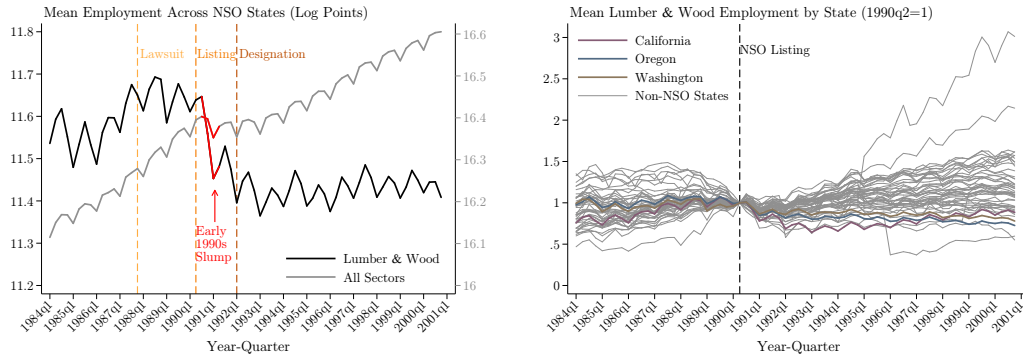 Mean Employment Across NSO States (Log Points)
11.8
11.7
11.6
11.5
11.4
11.3
11.2
16.6
16.5
16.4
16.3
16.2
16.1
16
Lawsuit
Listing
Designation
Early
1990s
Slump
Lumber & Wood
All Sectors
1984q1
1985q1
1986q1
1987q1
1988q1
1989q1
1990q1
1991q1
1992q1
1993q1
1994q1
1995q1
1996q1
1997q1
1998q1
1999q1
2000q1
2001q1
Year-Quarter
Mean Lumber & Wood Employment by State (1990q2=1)
3
2.5
2
1.5
1
.5
0
California
Oregon
Washington
Non-NSO States
NSO Listing
1984q1
1985q1
1986q1
1987q1
1988q1
1989q1
1990q1
1991q1
1992q1
1993q1
1994q1
1995q1
1996q1
1997q1
1998q1
1999q1
2000q1
2001q1
Year-Quarter